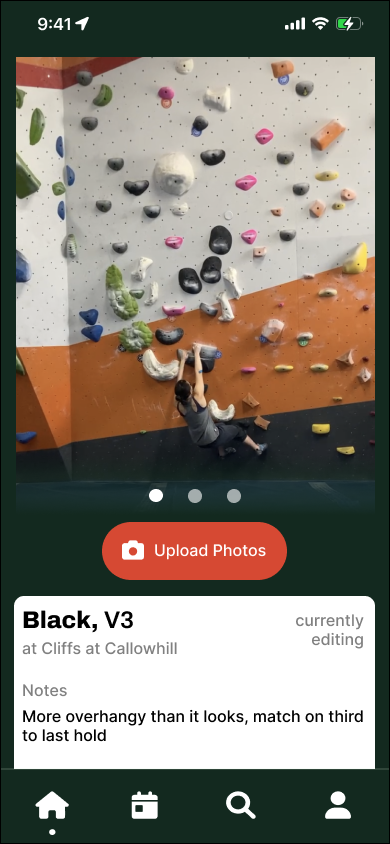 9:41
Upload Photos
Black, V3
currently
editing
at Cliffs at Callowhill
Notes
More overhangy than it looks, match on third
to last hold